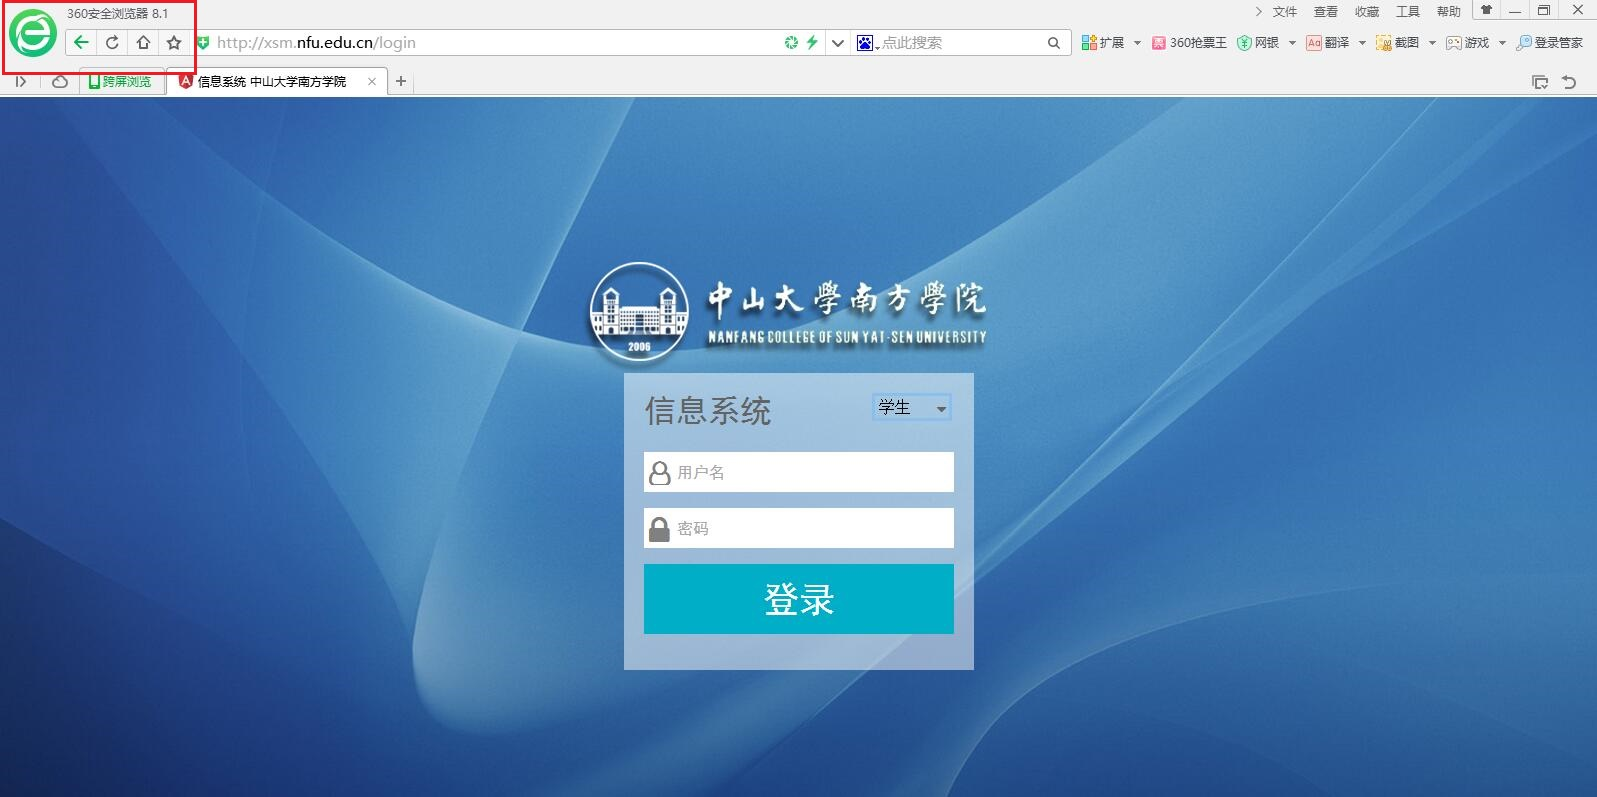 360安全浏览器 8.1
文件 查看 收藏 工具 帮助
http://xsm.nfu.edu.cn/login
点此搜索
扩展 360抢票王 网银 翻译 截图 游戏 登录管家
跨屏浏览
信息系统 中山大学南方学院
中山大學南方學院
NANFANG COLLEGE OF SUN YAT-SEN UNIVERSITY
2006
信息系统
学生
用户名
密码
登录